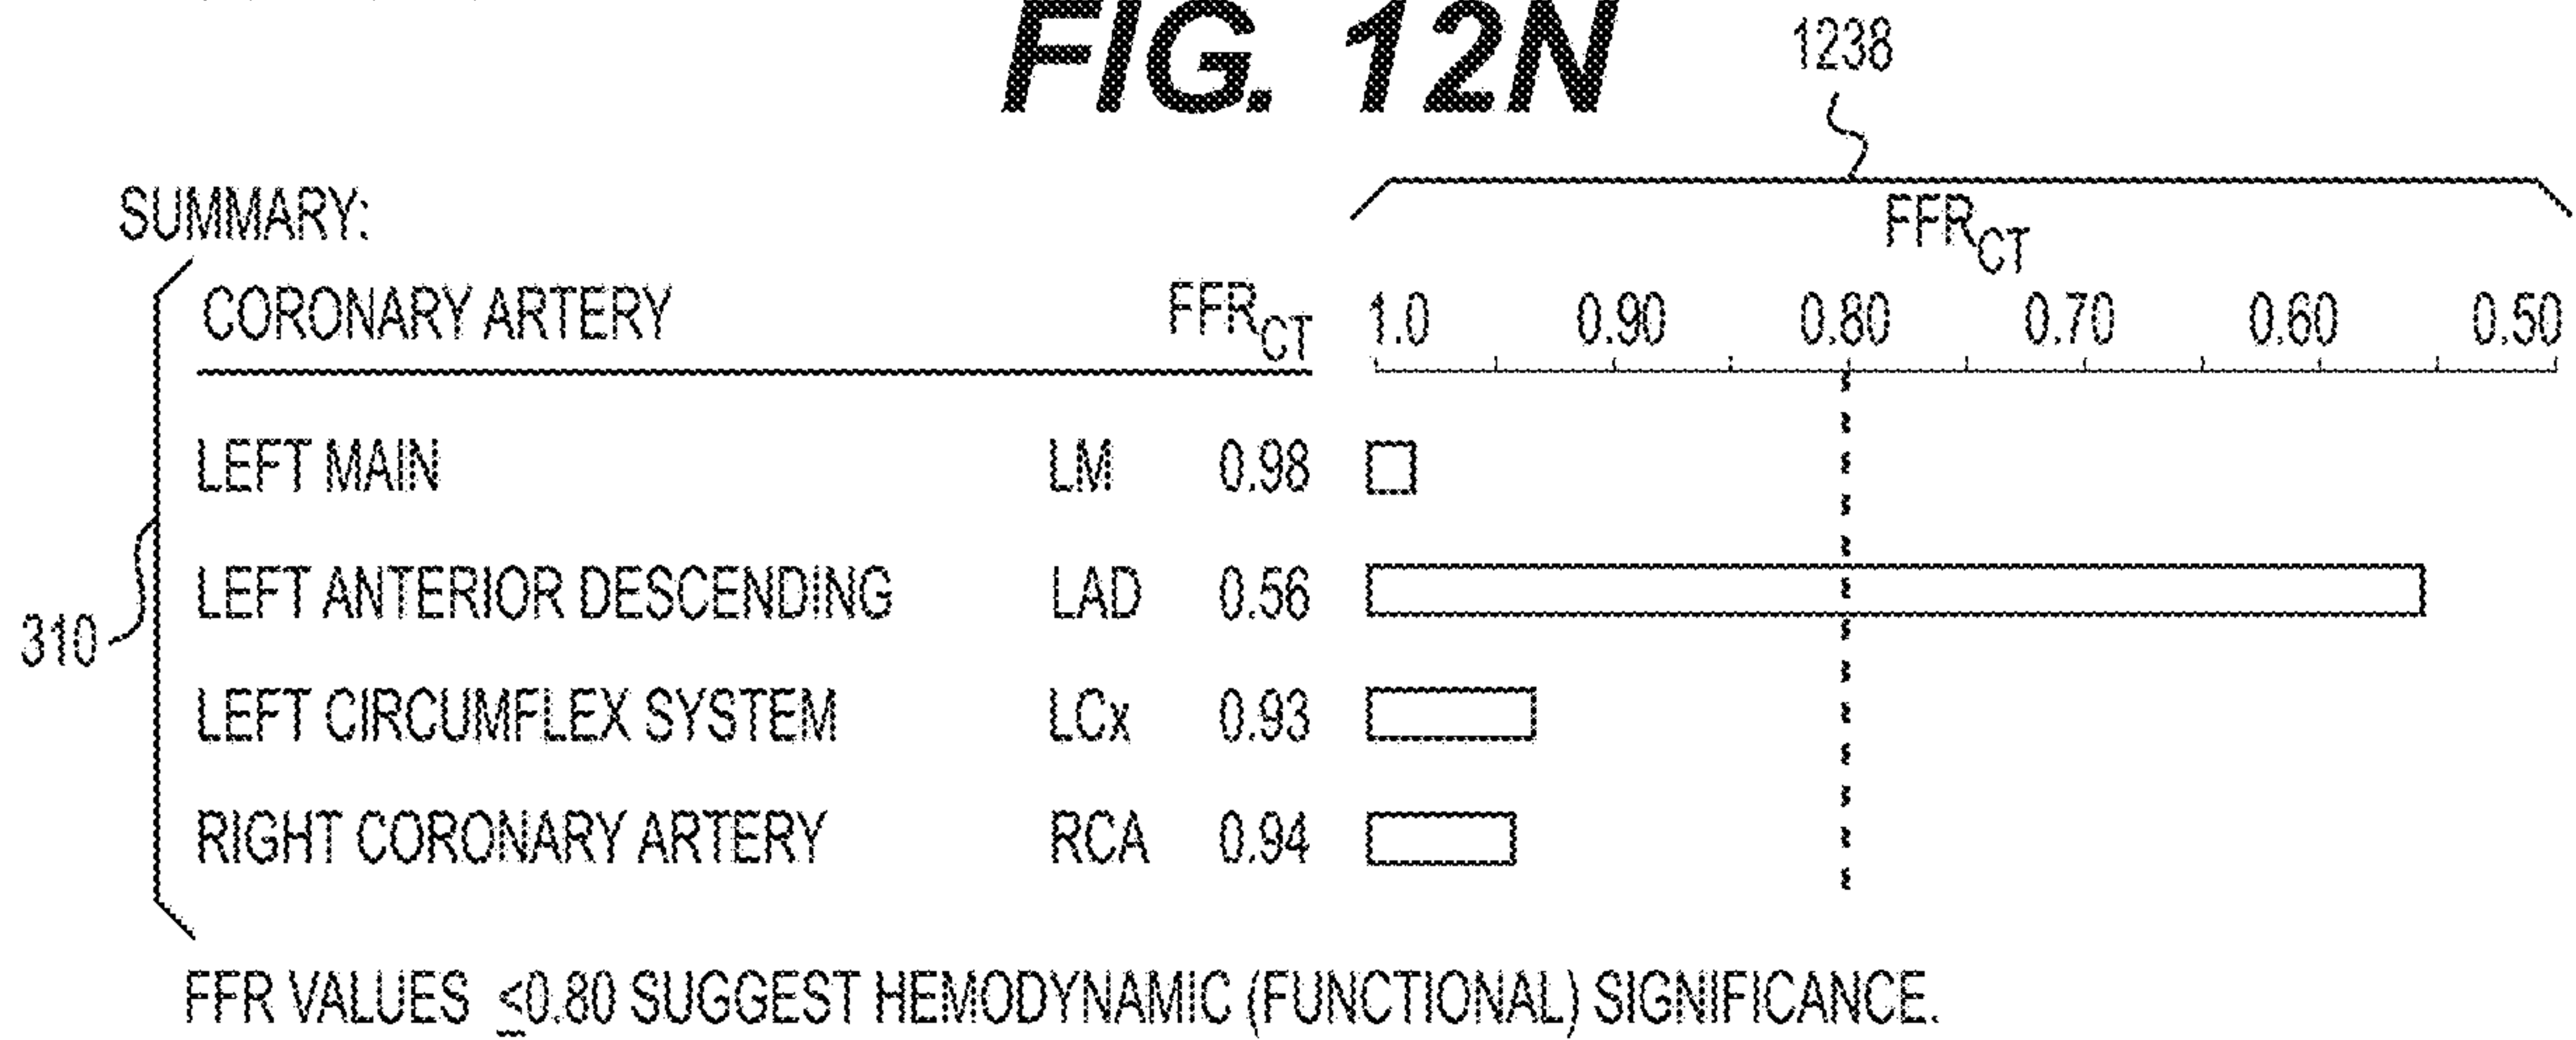 FIG. 12N
1238
SUMMARY:
FFRCT
CORONARY ARTERY FFRCT 1.0 0.90 0.80 0.70 0.60 0.50
LEFT MAIN LM 0.98
LEFT ANTERIOR DESCENDING LAD 0.56
310
LEFT CIRCUMFLEX SYSTEM LCx 0.93
RIGHT CORONARY ARTERY RCA 0.94
FFR VALUES ≤0.80 SUGGEST HEMODYNAMIC (FUNCTIONAL) SIGNIFICANCE.